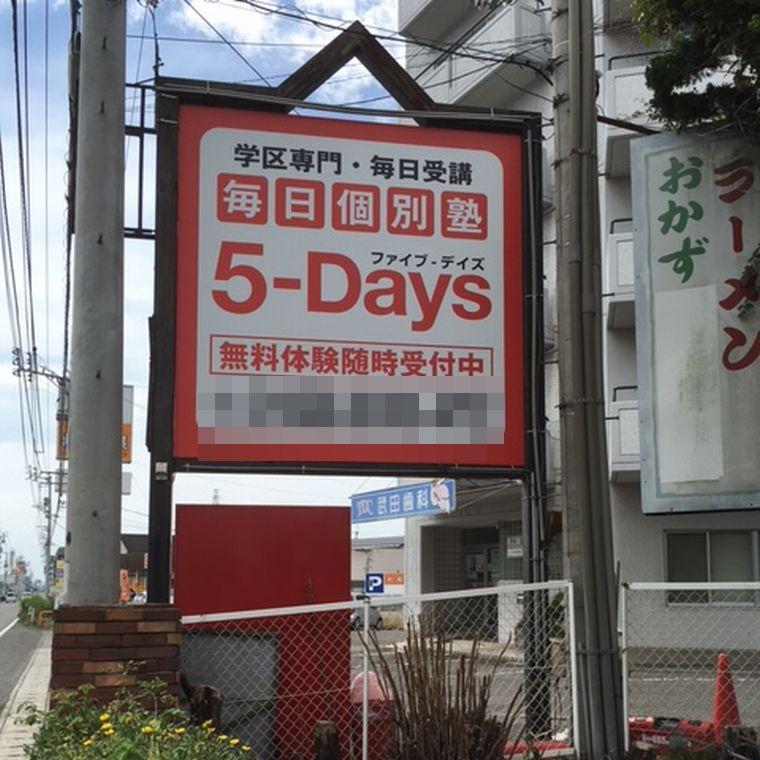 学区専門・毎日受講
毎日個別塾
ファイブ-デイズ
5-Days
無料体験随時受付中
おかず
ラーメン
武田歯科
P